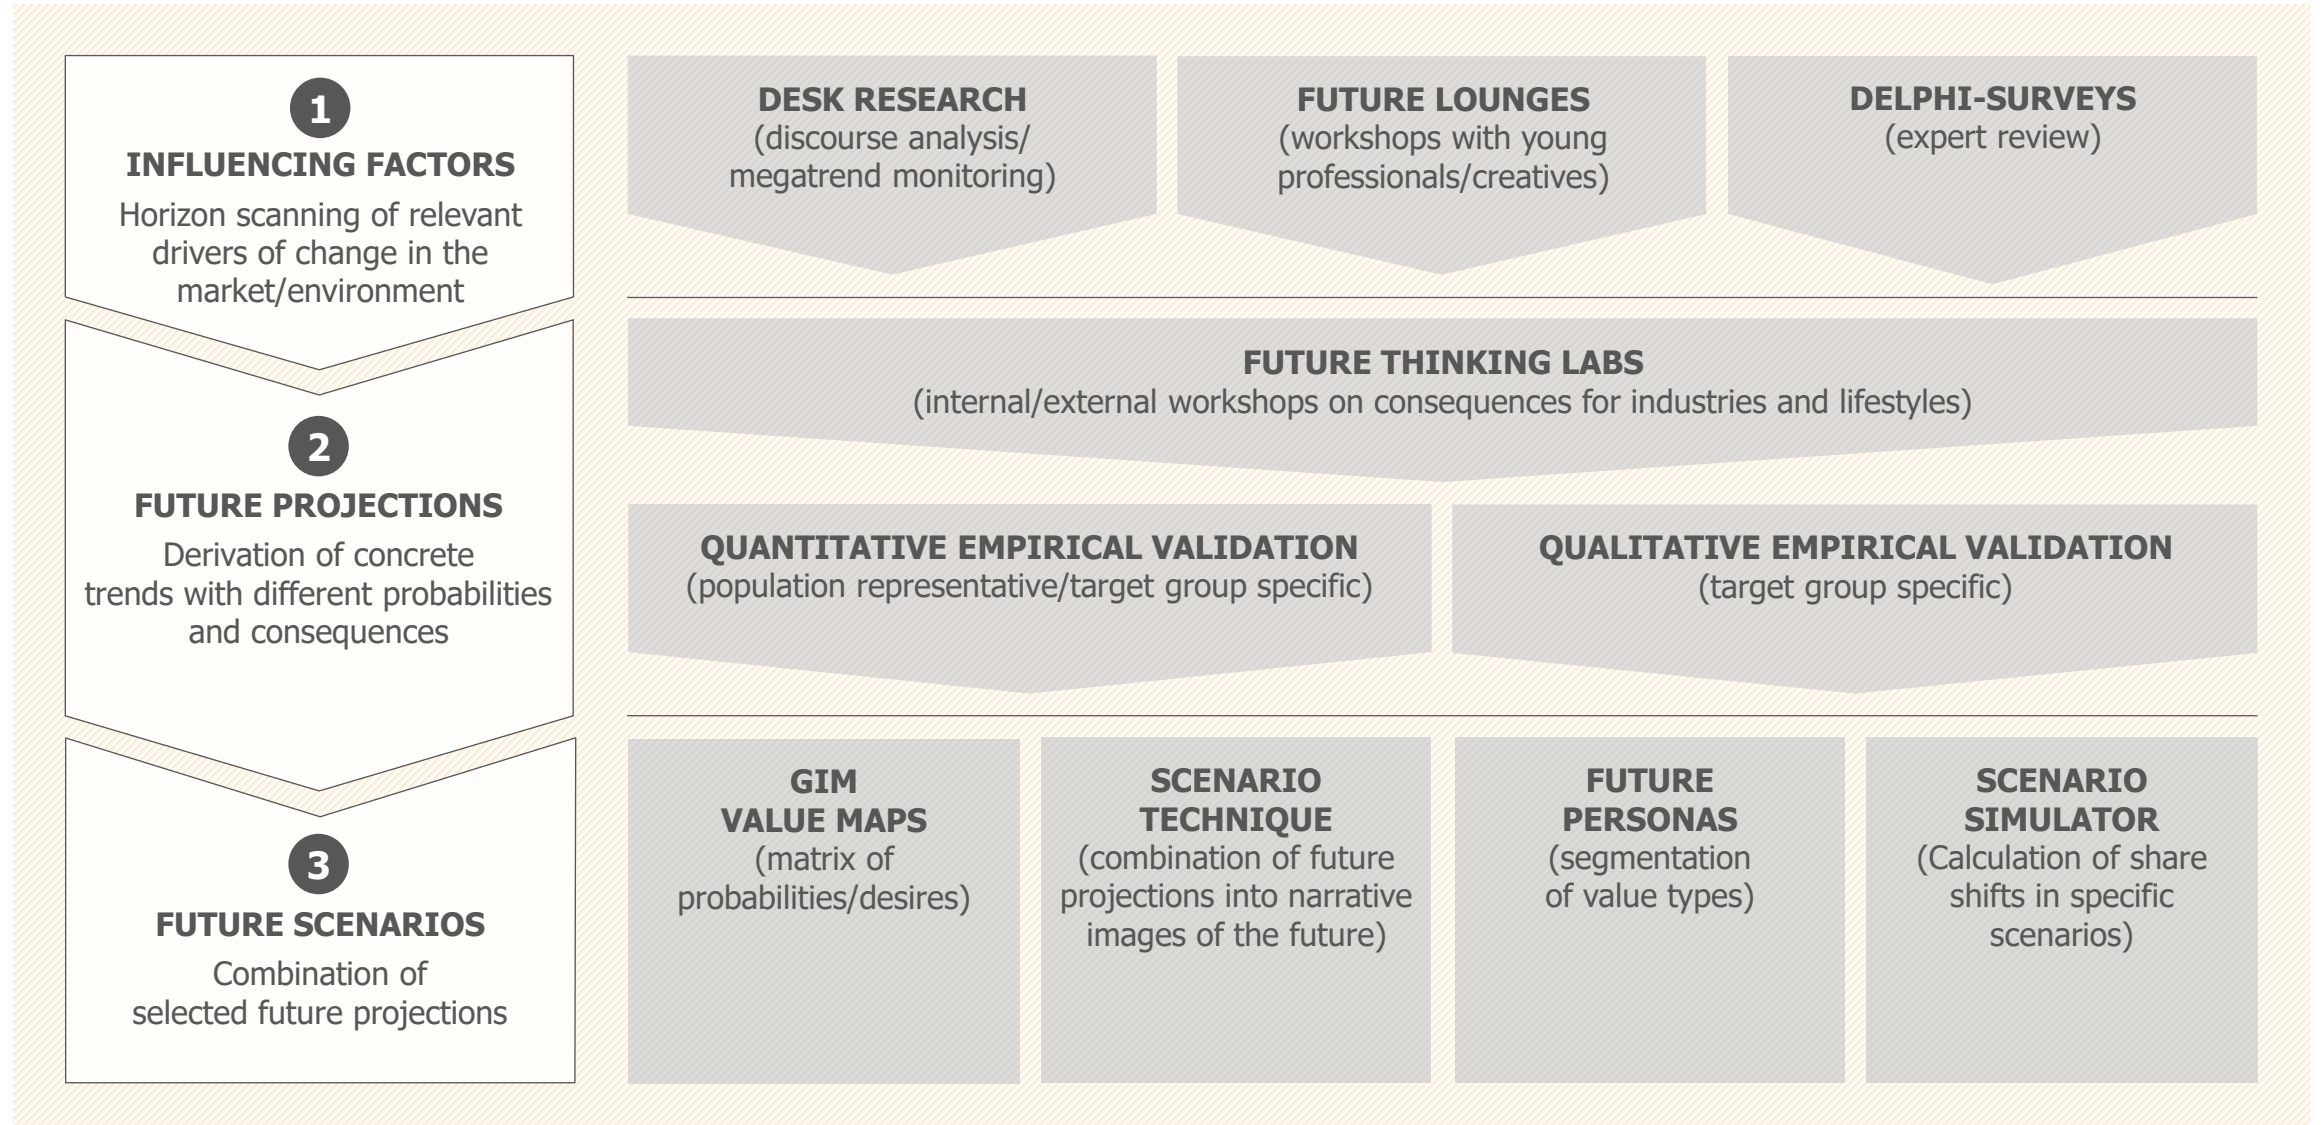 1
INFLUENCING FACTORS
Horizon scanning of relevant
drivers of change in the
market/environment
DESK RESEARCH
(discourse analysis/
megatrend monitoring)
FUTURE LOUNGES
(workshops with young
professionals/creatives)
DELPHI-SURVEYS
(expert review)
2
FUTURE PROJECTIONS
Derivation of concrete
trends with different probabilities
and consequences
FUTURE THINKING LABS
(internal/external workshops on consequences for industries and lifestyles)
QUANTITATIVE EMPIRICAL VALIDATION
(population representative/target group specific)
QUALITATIVE EMPIRICAL VALIDATION
(target group specific)
3
FUTURE SCENARIOS
Combination of
selected future projections
GIM
VALUE MAPS
(matrix of
probabilities/desires)
SCENARIO
TECHNIQUE
(combination of future
projections into narrative
images of the future)
FUTURE
PERSONAS
(segmentation
of value types)
SCENARIO
SIMULATOR
(Calculation of share
shifts in specific
scenarios)